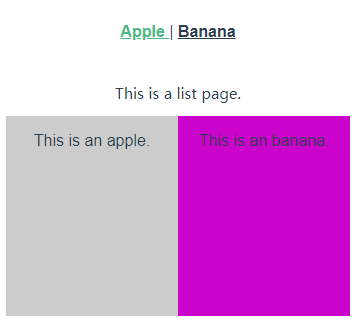 Apple | Banana
This is a list page.
This is an apple.
This is an banana.